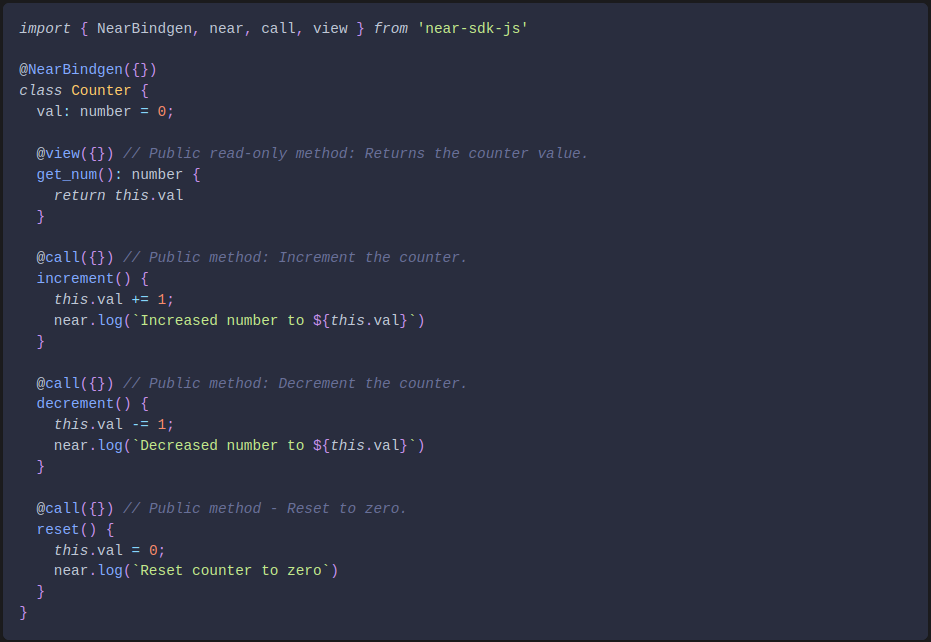 import { NearBindgen, near, call, view } from 'near-sdk-js'

@NearBindgen({})
class Counter {
  val: number = 0;

  @view({}) // Public read-only method: Returns the counter value.
  get_num(): number {
    return this.val
  }

  @call({}) // Public method: Increment the counter.
  increment() {
    this.val += 1;
    near.log(`Increased number to ${this.val}`)
  }

  @call({}) // Public method: Decrement the counter.
  decrement() {
    this.val -= 1;
    near.log(`Decreased number to ${this.val}`)
  }

  @call({}) // Public method - Reset to zero.
  reset() {
    this.val = 0;
    near.log(`Reset counter to zero`)
  }
}